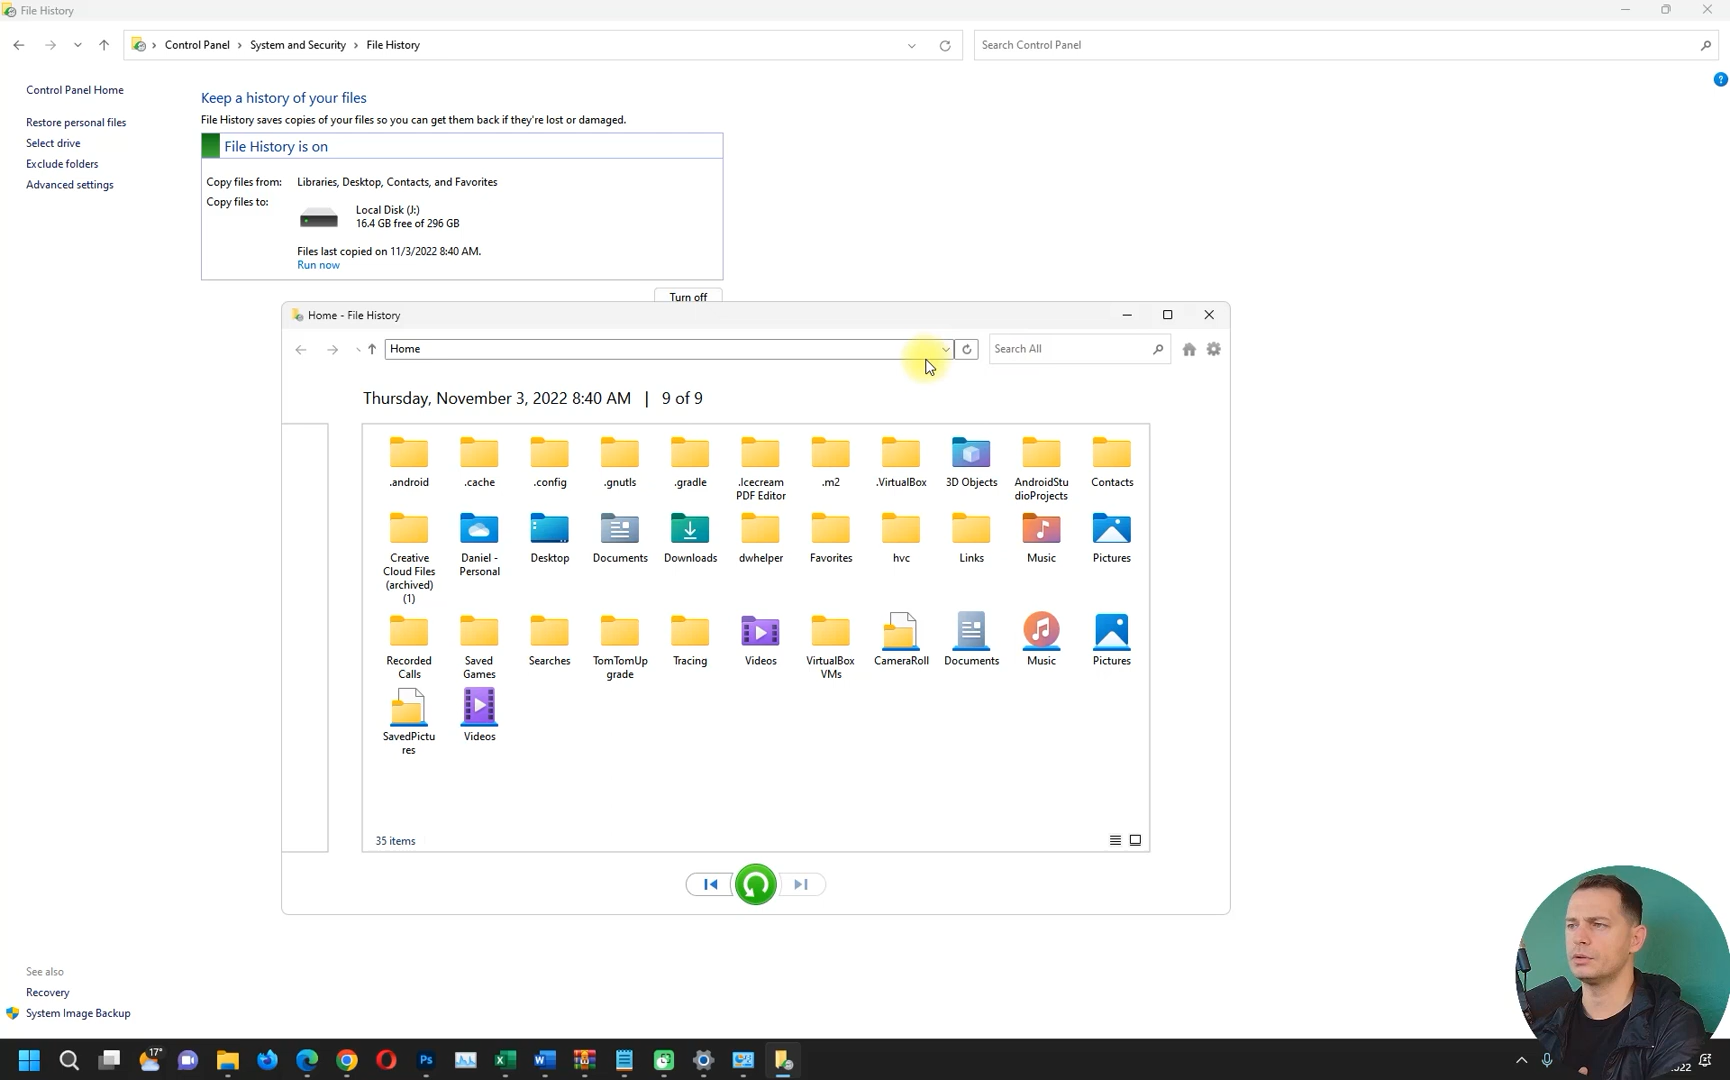 File History
Control Panel › System and Security › File History
Search Control Panel
Control Panel Home
Restore personal files
Select drive
Exclude folders
Advanced settings
Keep a history of your files
File History saves copies of your files so you can get them back if they're lost or damaged.
File History is on
Copy files from: Libraries, Desktop, Contacts, and Favorites
Copy files to:
Local Disk (J:)
16.4 GB free of 296 GB
Files last copied on 11/3/2022 8:40 AM.
Run now
Turn off
Home - File History
Home
Search All
Thursday, November 3, 2022 8:40 AM | 9 of 9
.android
.cache
.config
.gnutls
.gradle
.Icecream
PDF Editor
.m2
.VirtualBox
3D Objects
AndroidStu
dioProjects
Contacts
Creative
Cloud Files
(archived)
(1)
Daniel -
Personal
Desktop
Documents
Downloads
dwhelper
Favorites
hvc
Links
Music
Pictures
Recorded
Calls
Saved
Games
Searches
TomTomUp
grade
Tracing
Videos
VirtualBox
VMs
CameraRoll
Documents
Music
Pictures
SavedPictu
res
Videos
35 items
See also
Recovery
System Image Backup
17°
Ps